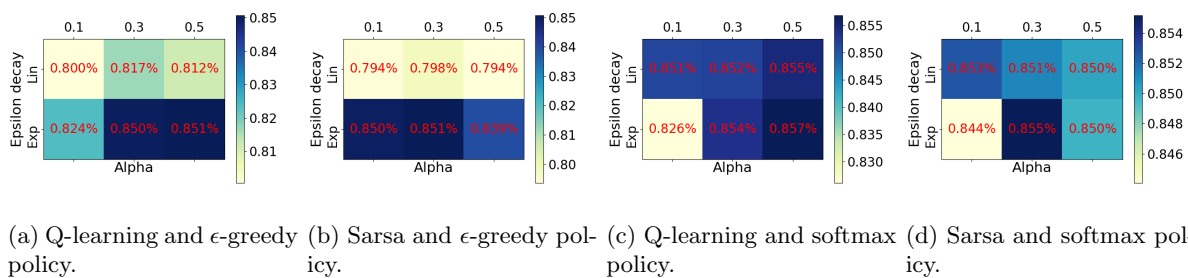 0.1 0.3 0.5
Epsilon decay
Lin
Exp
0.800% 0.817% 0.812%
0.824% 0.850% 0.851%
Alpha
0.85
0.84
0.83
0.82
0.81
0.1 0.3 0.5
Epsilon decay
Lin
Exp
0.794% 0.798% 0.794%
0.850% 0.851% 0.839%
Alpha
0.85
0.84
0.83
0.82
0.81
0.80
0.1 0.3 0.5
Epsilon decay
Lin
Exp
0.851% 0.852% 0.855%
0.826% 0.854% 0.857%
Alpha
0.855
0.850
0.845
0.840
0.835
0.830
0.1 0.3 0.5
Epsilon decay
Lin
Exp
0.853% 0.851% 0.850%
0.844% 0.855% 0.850%
Alpha
0.854
0.852
0.850
0.848
0.846
(a) Q-learning and ϵ-greedy
policy.
(b) Sarsa and ϵ-greedy pol-
icy.
(c) Q-learning and softmax
policy.
(d) Sarsa and softmax pol-
icy.